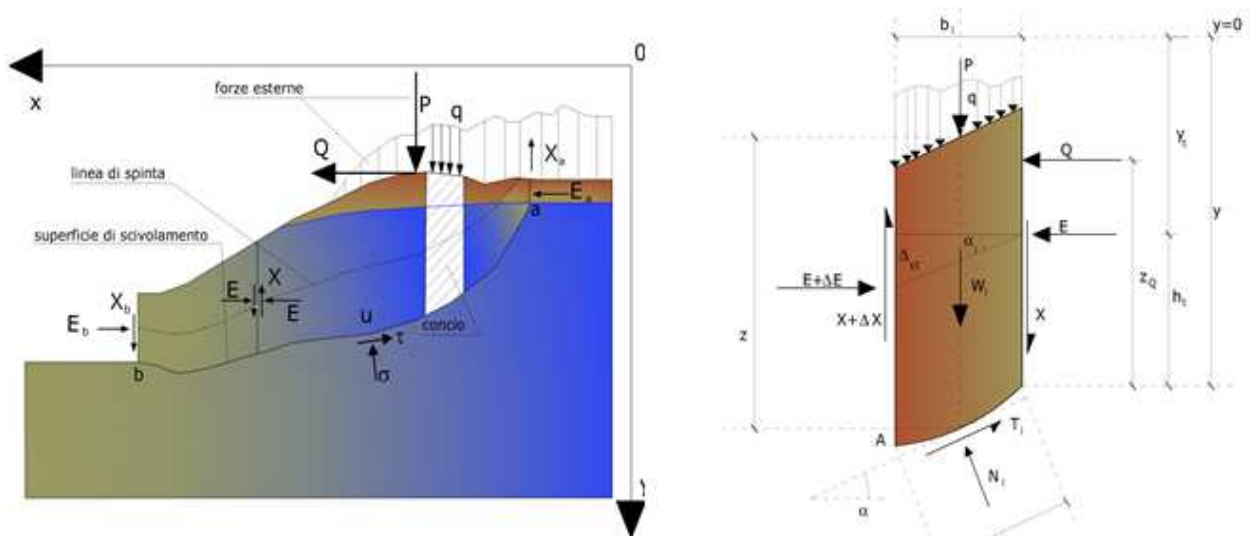 0
x
forze esterne
P
q
Q
Xa
linea di spinta
Ea
a
superficie di scivolamento
X
E
E
Xb
Eb
u
τ
concio
σ
b
bi
y=0
P
q
yt
Q
y
E
αi
Δyt
E+ΔE
Wi
zQ
ht
X+ΔX
X
z
A
Ti
Ni
α